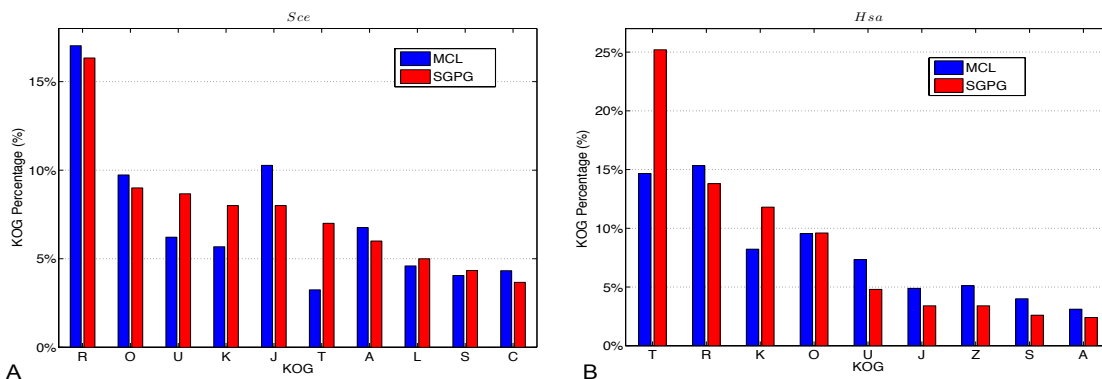 Sce
KOG Percentage (%)
15%
10%
5%
0%
MCL
SGPG
R O U K J T A L S C
KOG
A
Hsa
KOG Percentage (%)
25%
20%
15%
10%
5%
0%
MCL
SGPG
T R K O U J Z S A
KOG
B